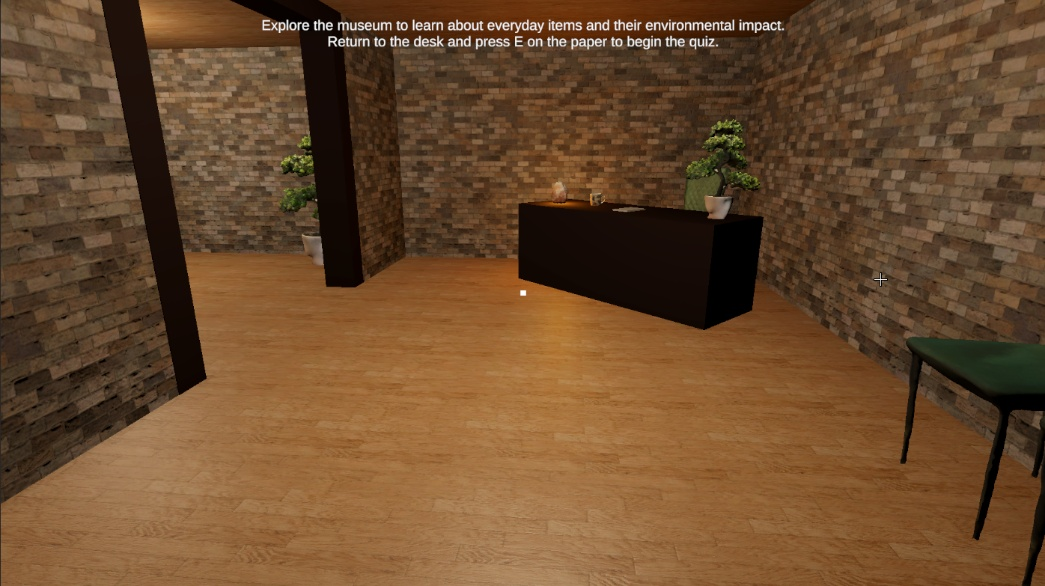 Explore the museum to learn about everyday items and their environmental impact.
Return to the desk and press E on the paper to begin the quiz.